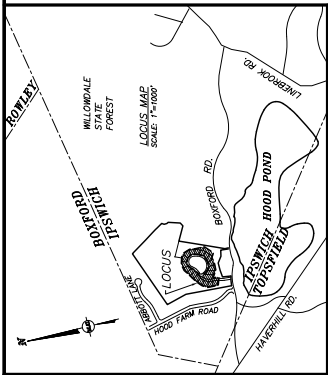 ROWLEY
WILLOWDALE
STATE
FOREST
LOCUS MAP
SCALE: 1"=1000'
LINEBROOK RD.
BOXFORD
IPSWICH
BOXFORD RD.
HOOD POND
IPSWICH
TOPSFIELD
LOCUS
ABBOTT LANE
HOOD FARM ROAD
HAVERHILL RD.
N